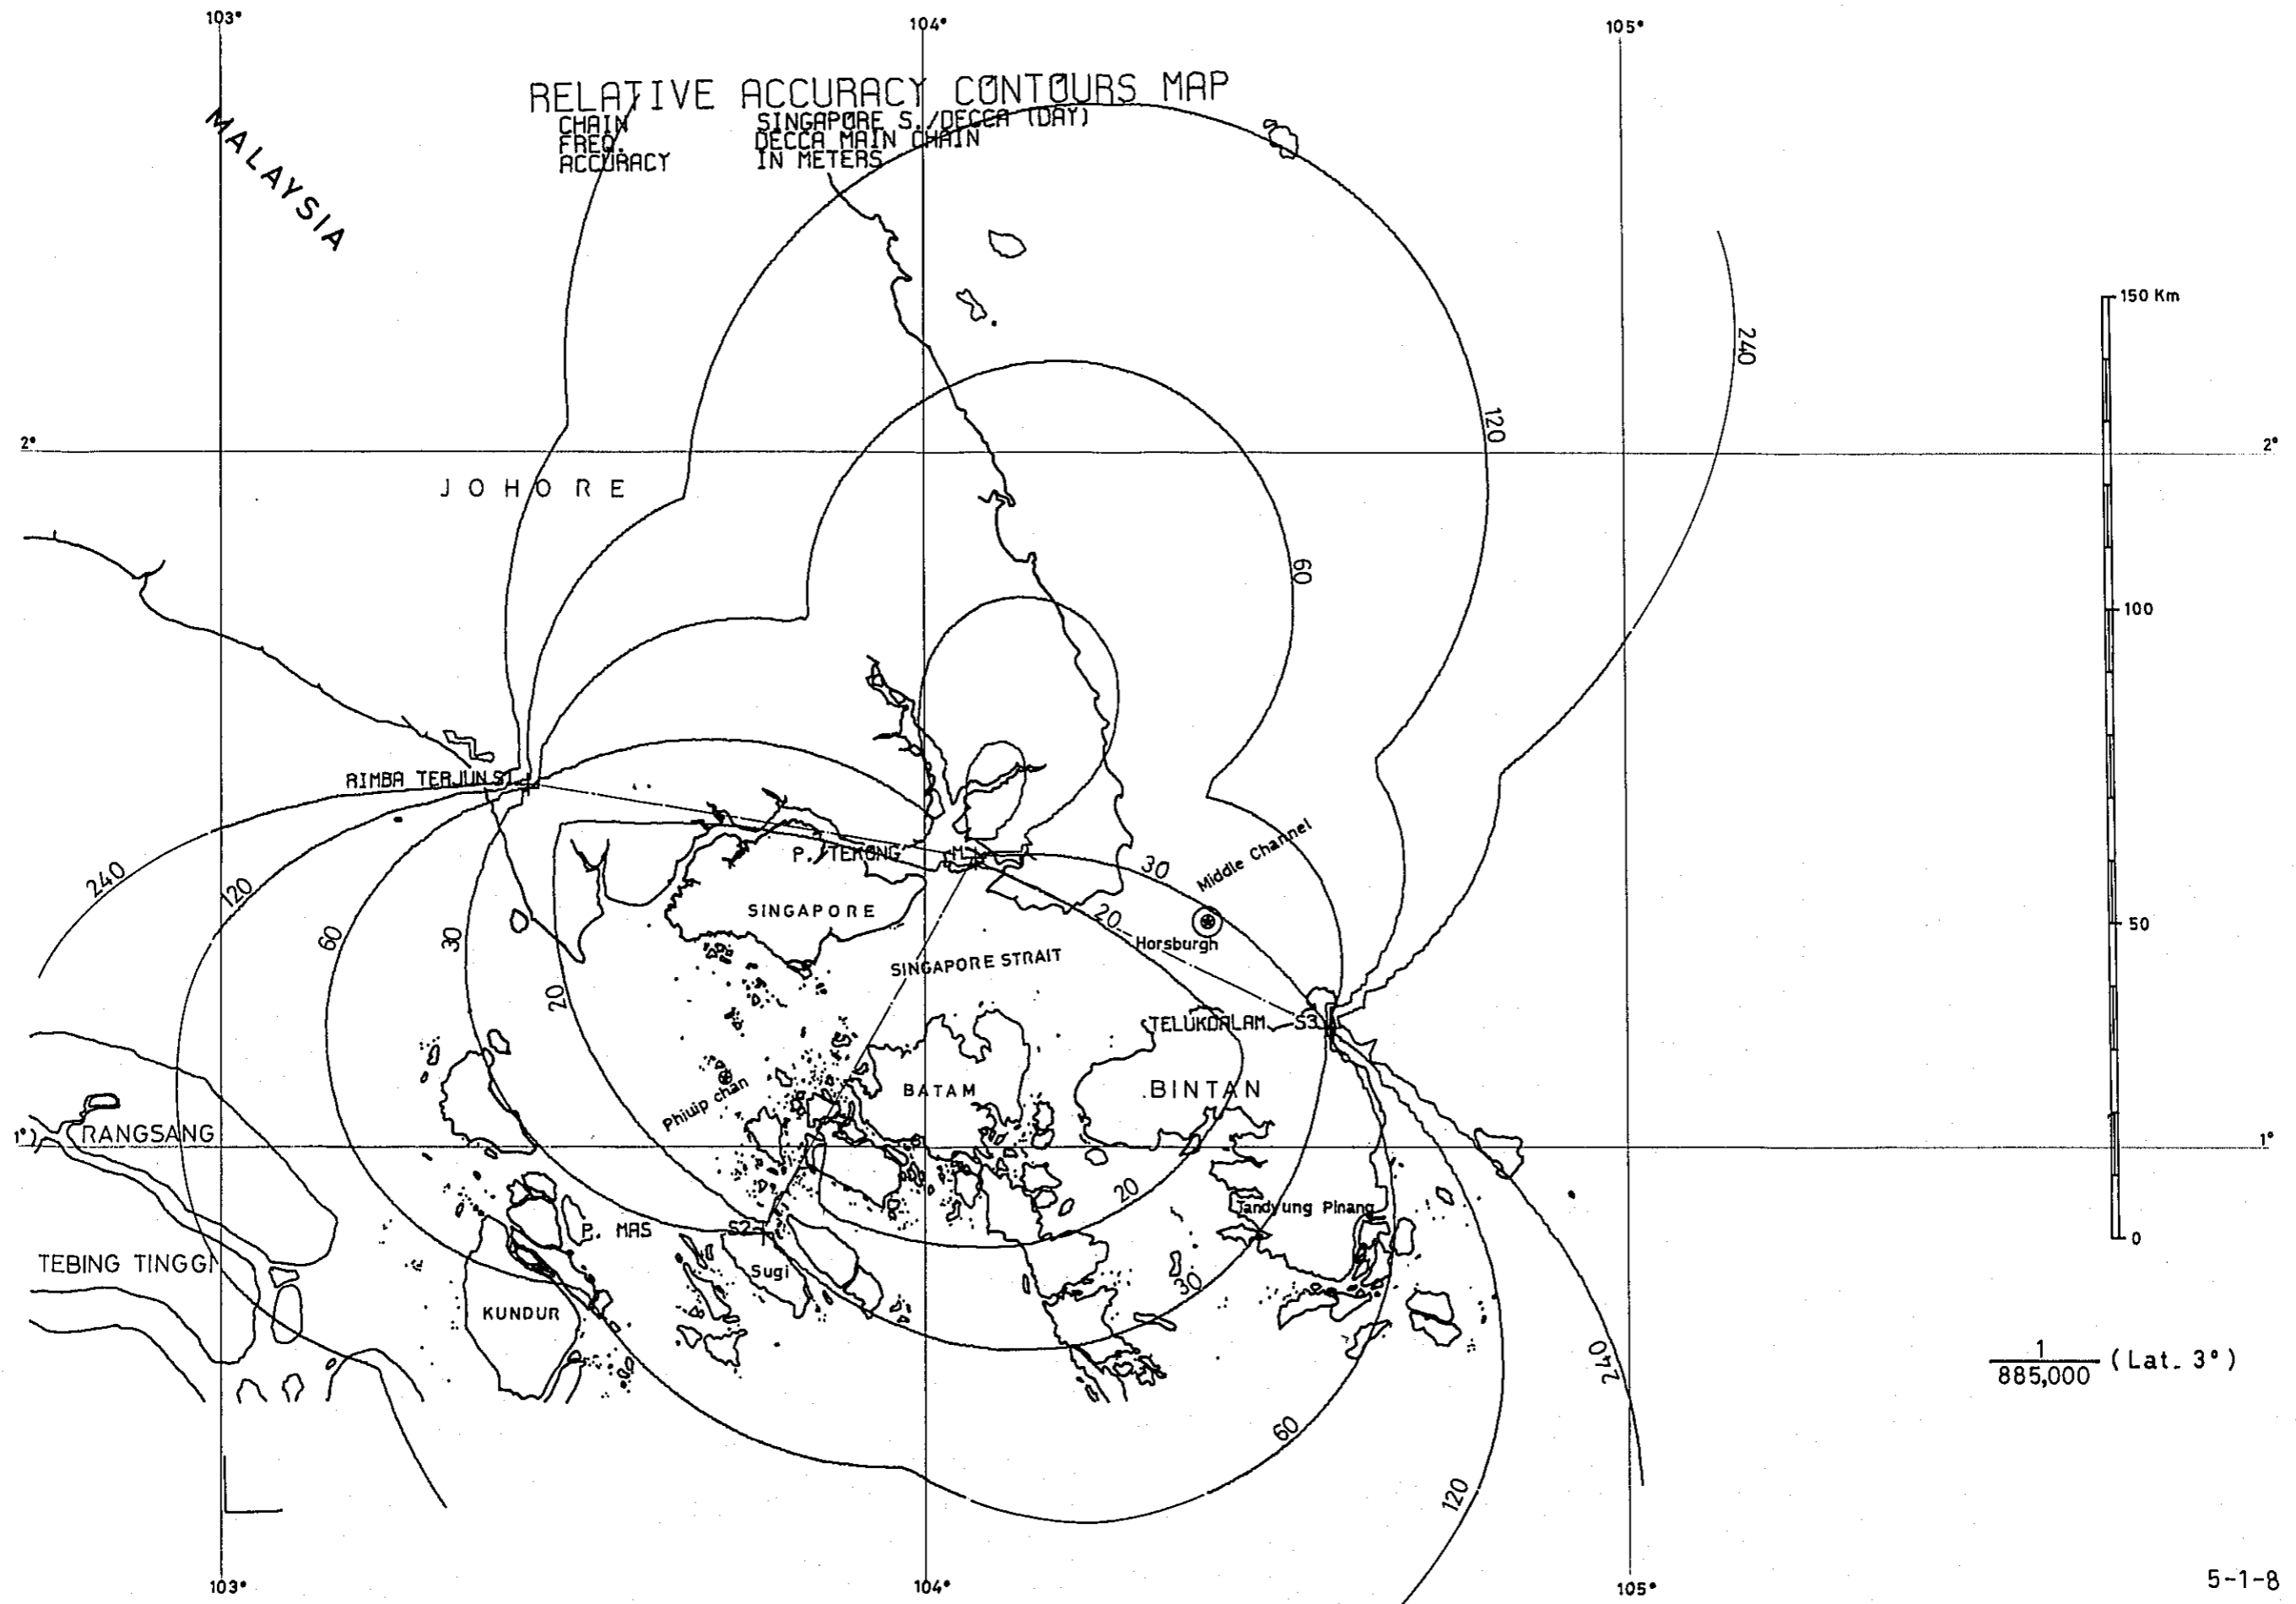 103°
104°
105°
RELATIVE ACCURACY CONTOURS MAP
CHAIN SINGAPORE S./DECCA (DAY)
FREQ. DECCA MAIN CHAIN
ACCURACY IN METERS
MALAYSIA
150 Km
240
120
2°
2°
JOHORE
60
100
RIMBA TERJUN S1
P. TEKONG
M
30
Middle Channel
240
120
SINGAPORE
20
Horsburgh
50
60
30
SINGAPORE STRAIT
20
TELUKDALAM S3
BATAM
BINTAN
Phiuip chan
1°
RANGSANG
1°
20
P. MAS
S2
Tandyung Pinang
TEBING TINGGI
Sugi
0
KUNDUR
30
240
1
885,000 (Lat. 3°)
60
120
103°
104°
105°
5-1-8